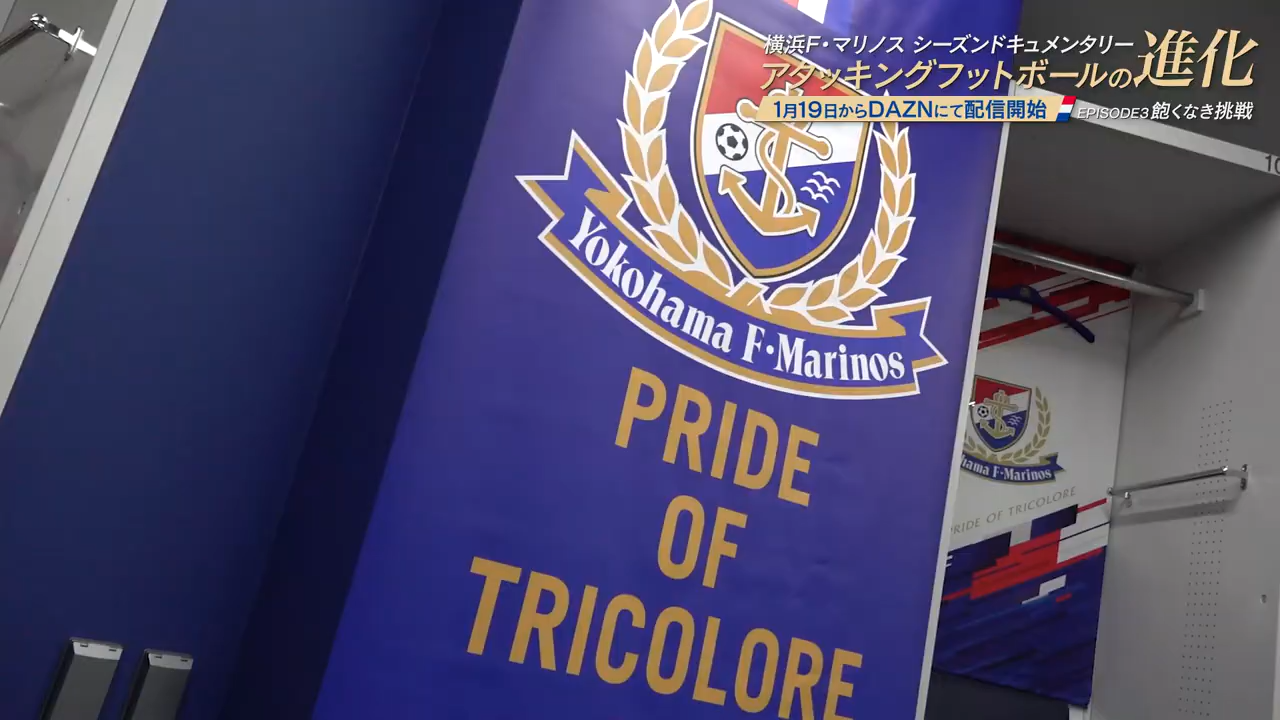 横浜F・マリノス シーズンドキュメンタリー
アタッキングフットボールの進化
1月19日からDAZNにて配信開始
EPISODE3 飽くなき挑戦
Yokohama F・Marinos
PRIDE
OF
TRICOLORE
10
hama F・Marinos
RIDE OF TRICOLORE